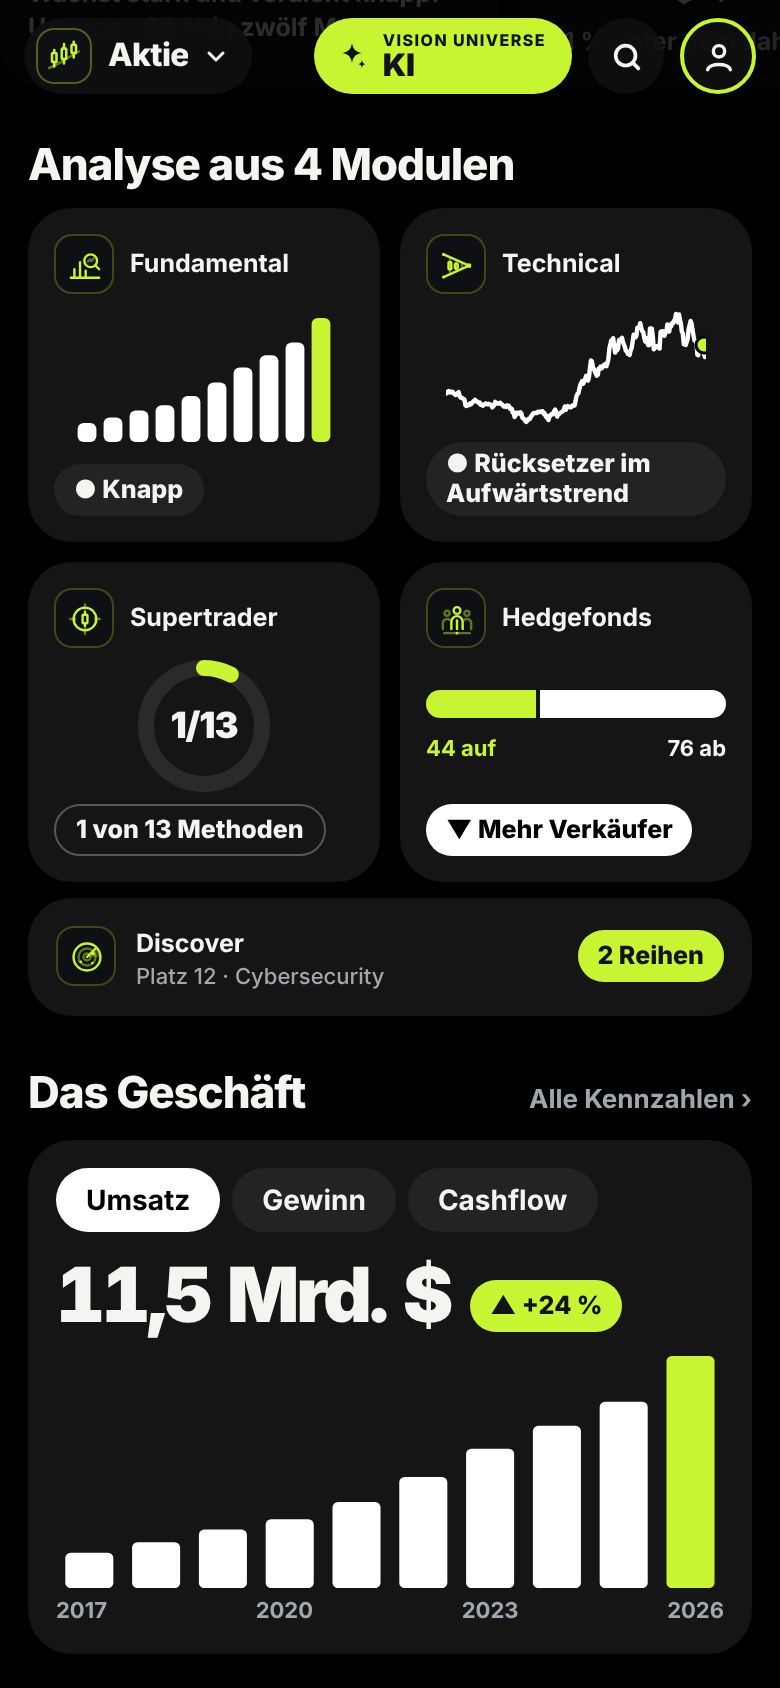 Aktie
VISION UNIVERSE
KI
Analyse aus 4 Modulen
Fundamental
Technical
Knapp
Rücksetzer im
Aufwärtstrend
Supertrader
Hedgefonds
1/13
44 auf
76 ab
1 von 13 Methoden
▼ Mehr Verkäufer
Discover
Platz 12 · Cybersecurity
2 Reihen
Das Geschäft
Alle Kennzahlen ›
Umsatz
Gewinn
Cashflow
11,5 Mrd. $
▲ +24 %
2017
2020
2023
2026